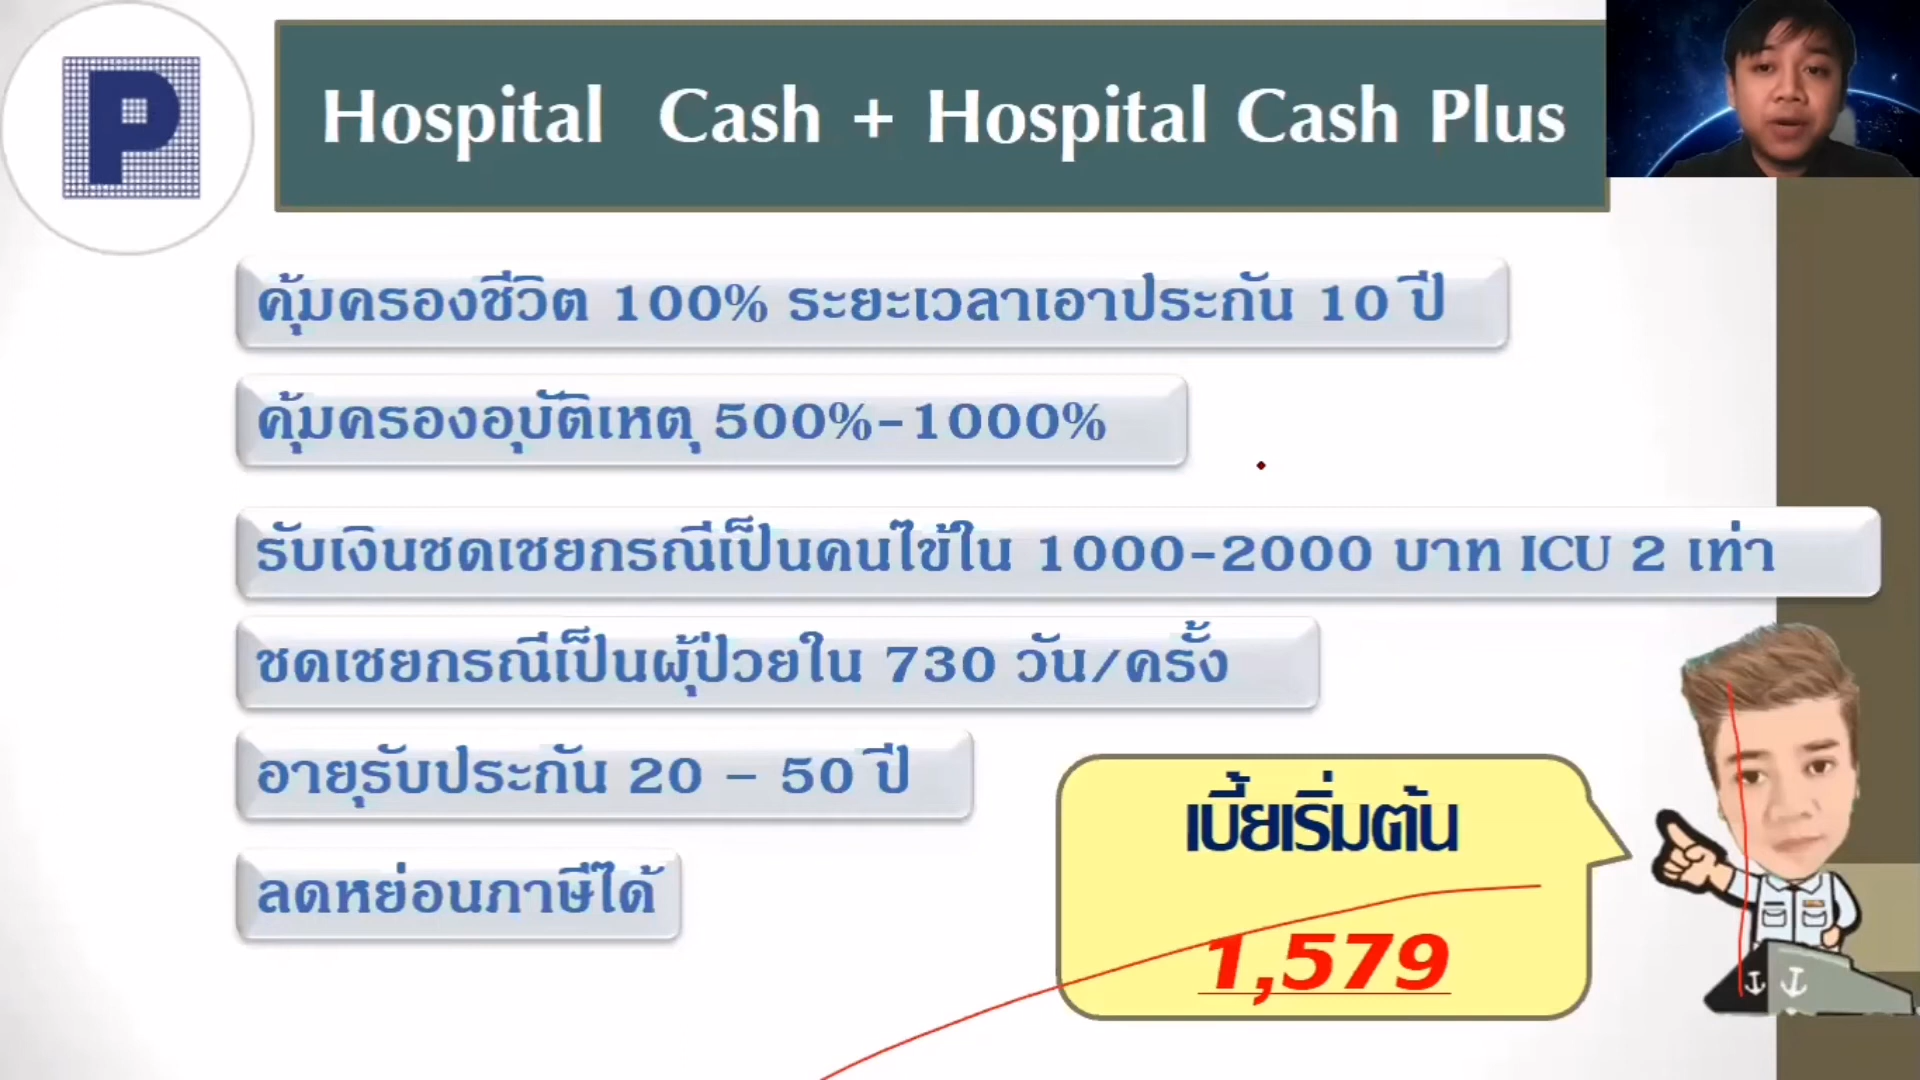 P
Hospital Cash + Hospital Cash Plus
คุ้มครองชีวิต 100% ระยะเวลาเอาประกัน 10 ปี
คุ้มครองอุบัติเหตุ 500%-1000%
รับเงินชดเชยกรณีเป็นคนไข้ใน 1000-2000 บาท ICU 2 เท่า
ชดเชยกรณีเป็นผู้ป่วยใน 730 วัน/ครั้ง
อายุรับประกัน 20 – 50 ปี
ลดหย่อนภาษีได้
เบี้ยเริ่มต้น
1,579